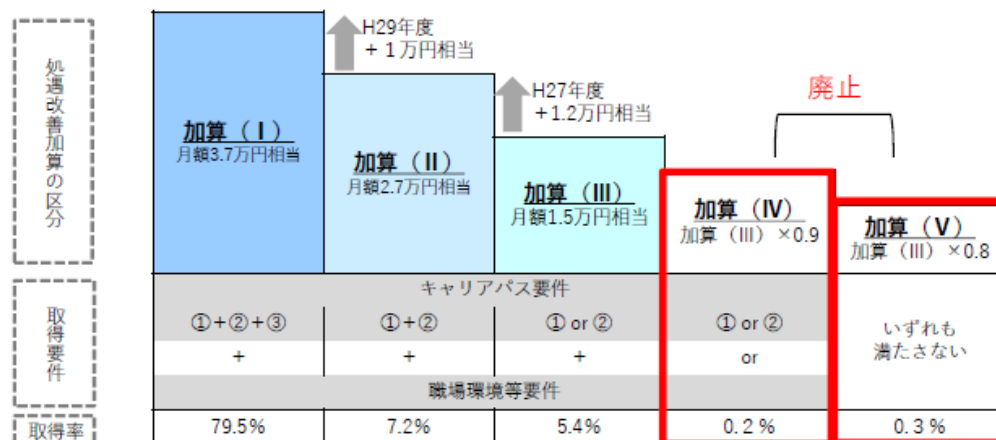 処遇改善加算の区分
H29年度
+1万円相当
H27年度
+1.2万円相当
廃止
加算(Ⅰ)
月額3.7万円相当
加算(Ⅱ)
月額2.7万円相当
加算(Ⅲ)
月額1.5万円相当
加算(Ⅳ)
加算(Ⅲ)×0.9
加算(Ⅴ)
加算(Ⅲ)×0.8
取得要件
キャリアパス要件
①+②+③ ①+② ① or ② ① or ②
+ + + or
いずれも
満たさない
職場環境等要件
取得率 79.5% 7.2% 5.4% 0.2% 0.3%